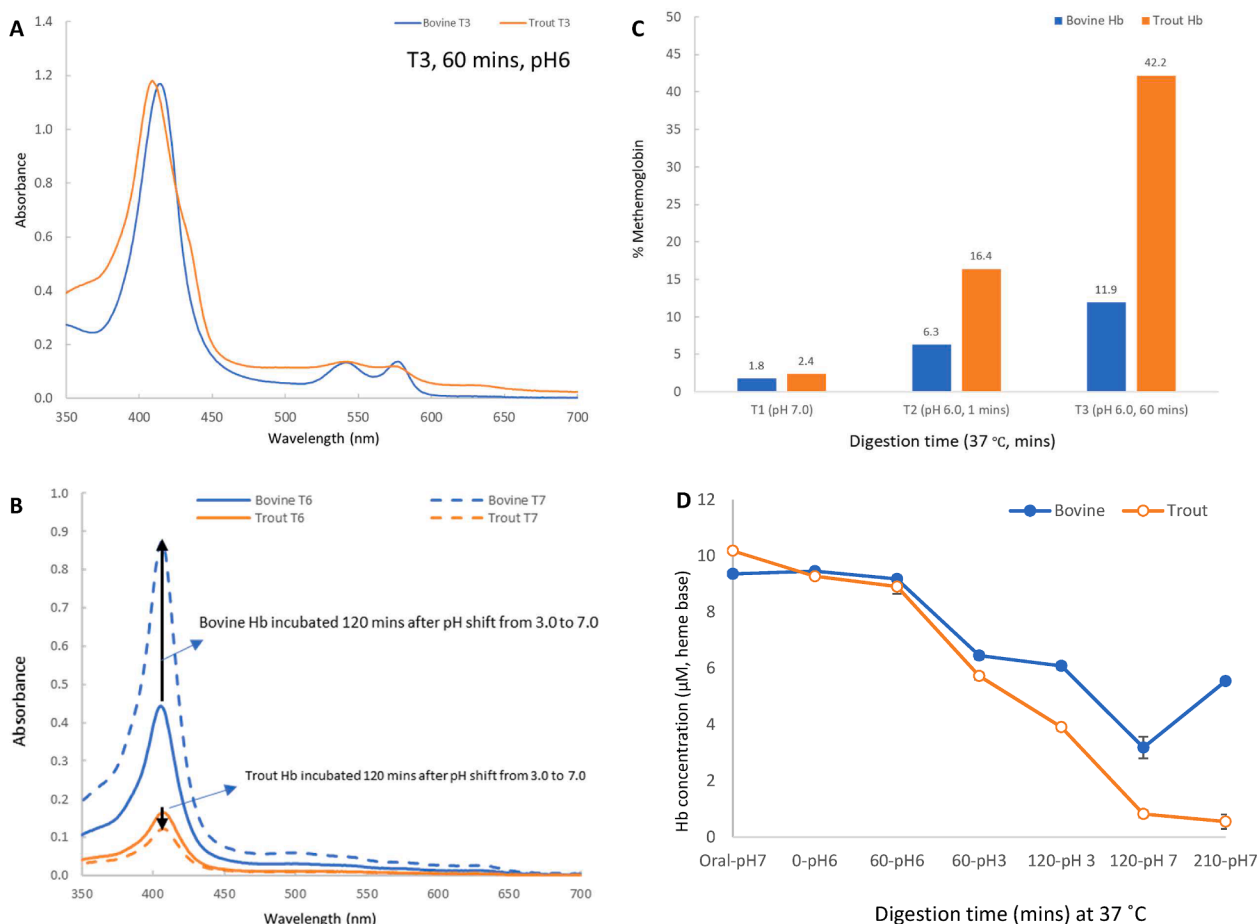 A
Bovine T3
Trout T3
T3, 60 mins, pH6
1.4
1.2
1.0
0.8
0.6
0.4
0.2
0.0
Absorbance
350
400
450
500
550
600
650
700
Wavelength (nm)
C
Bovine Hb
Trout Hb
50
45
40
35
30
25
20
15
10
5
0
% Methemoglobin
1.8
2.4
6.3
16.4
11.9
42.2
T1 (pH 7.0)
T2 (pH 6.0, 1 mins)
T3 (pH 6.0, 60 mins)
Digestion time (37 ℃, mins)
B
Bovine T6
Bovine T7
Trout T6
Trout T7
1.0
0.9
0.8
0.7
0.6
0.5
0.4
0.3
0.2
0.1
0.0
Absorbance
Bovine Hb incubated 120 mins after pH shift from 3.0 to 7.0
Trout Hb incubated 120 mins after pH shift from 3.0 to 7.0
350
400
450
500
550
600
650
700
Wavelength (nm)
D
Bovine
Trout
12
10
8
6
4
2
0
Hb concentration (µM, heme base)
Oral-pH7
0-pH6
60-pH6
60-pH3
120-pH 3
120-pH 7
210-pH7
Digestion time (mins) at 37 ˚C